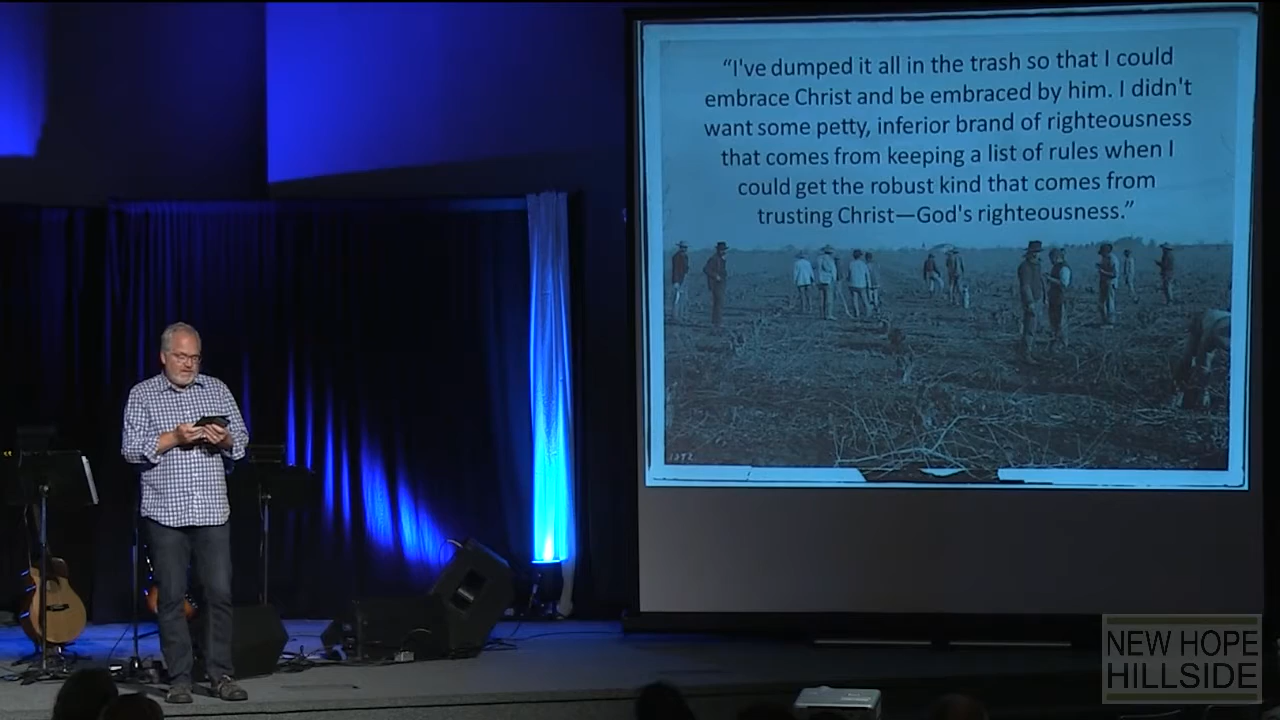 “I've dumped it all in the trash so that I could
embrace Christ and be embraced by him. I didn't
want some petty, inferior brand of righteousness
that comes from keeping a list of rules when I
could get the robust kind that comes from
trusting Christ—God's righteousness.”
1392
NEW HOPE
HILLSIDE